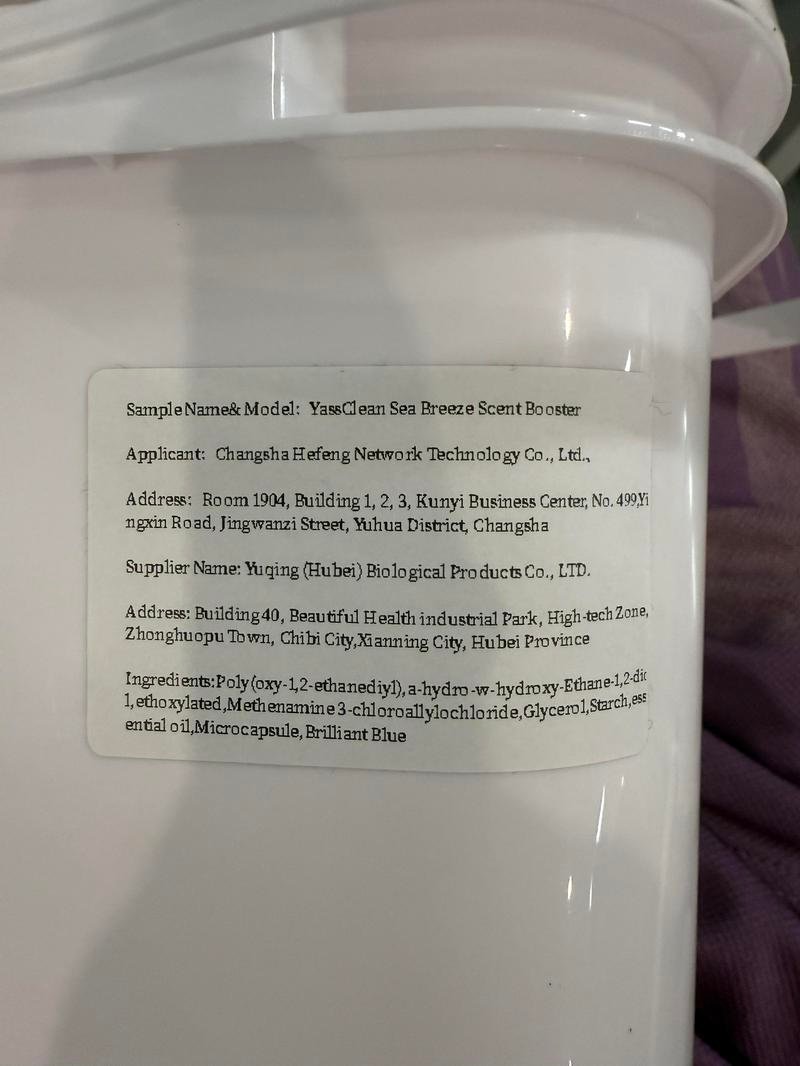 Sample Name& Model: YassClean Sea Breeze Scent Booster
Applicant: Changsha Hefeng Network Technology Co., Ltd.,
Address: Room 1904, Building 1, 2, 3, Kunyi Business Center, No. 499,Yi
ngxin Road, Jingwanzi Street, Yuhua District, Changsha
Supplier Name: Yuqing (Hubei) Biological Products Co., LTD.
Address: Building 40, Beautiful Health industrial Park, High-tech Zone,
Zhonghuopu Town, Chibi City,Xianning City, Hubei Province
Ingredients:Poly(oxy-1,2-ethanediyl), a-hydro-w-hydroxy-Ethane-1,2-dio
l, ethoxylated,Methenamine 3-chloroallylochloride,Glycerol,Starch,ess
ential oil,Microcapsule, Brilliant Blue